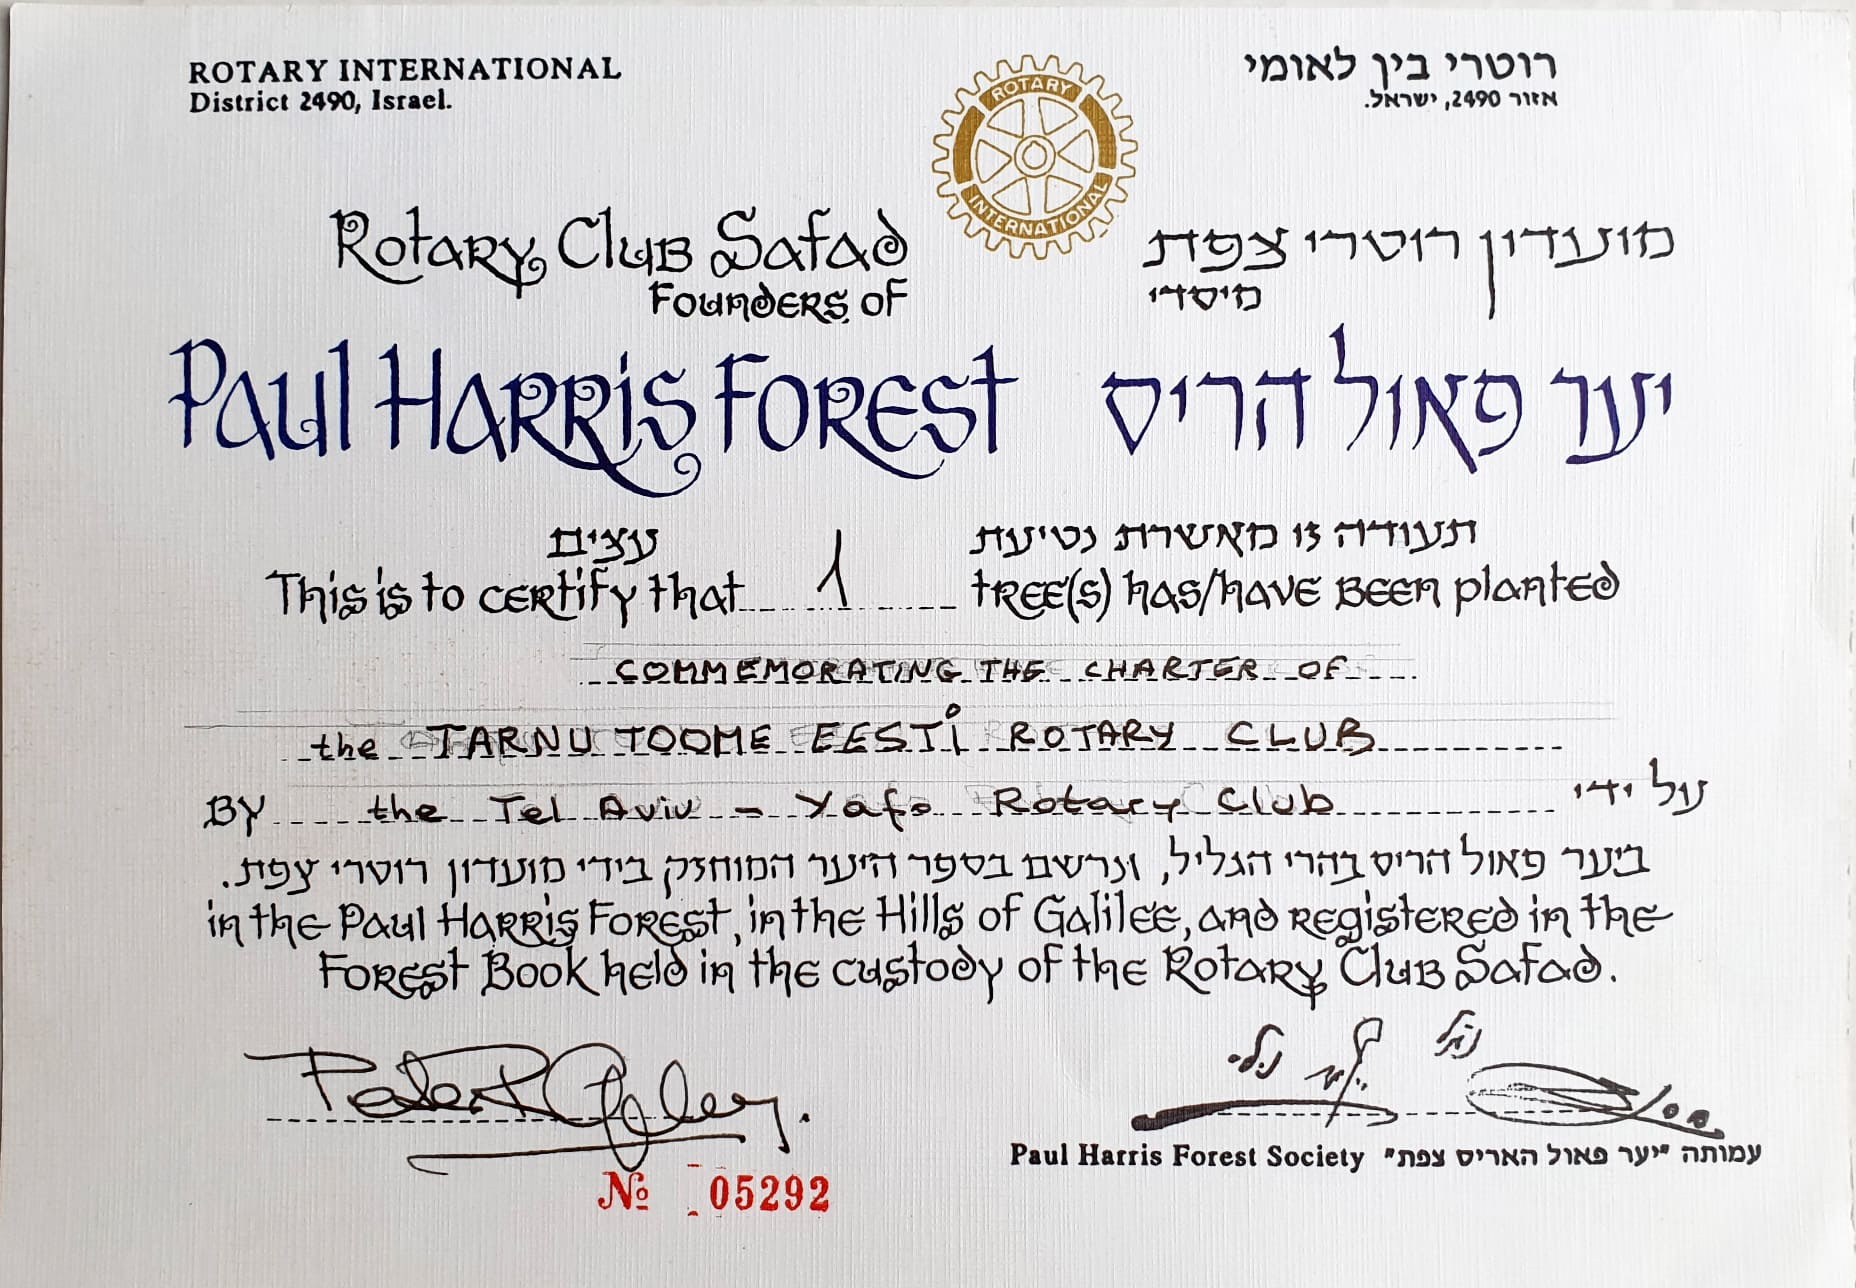 ROTARY INTERNATIONAL
District 2490, Israel.
רוטרי בין לאומי
אזור 2490, ישראל.
ROTARY
INTERNATIONAL
Rotary Club Safad
Founders of
מועדון רוטרי צפת
מיסדי
Paul Harris Forest
יער פאול הריס
תעודה זו מאשרת נטיעת עצים
This is to certify that 1 tree(s) has/have been planted
COMMEMORATING THE CHARTER OF
the TARNU TOOME EESTI ROTARY CLUB
BY the Tel Aviv - Yafo Rotary Club על ידי
ביער פאול הריס בהרי הגליל, ונרשם בספר היער המוחזק בידי מועדון רוטרי צפת.
in the Paul Harris Forest, in the Hills of Galilee, and registered in the
Forest Book held in the custody of the Rotary Club Safad.
Paul Harris Forest Society עמותה "יער פאול האריס צפת"
№ 05292